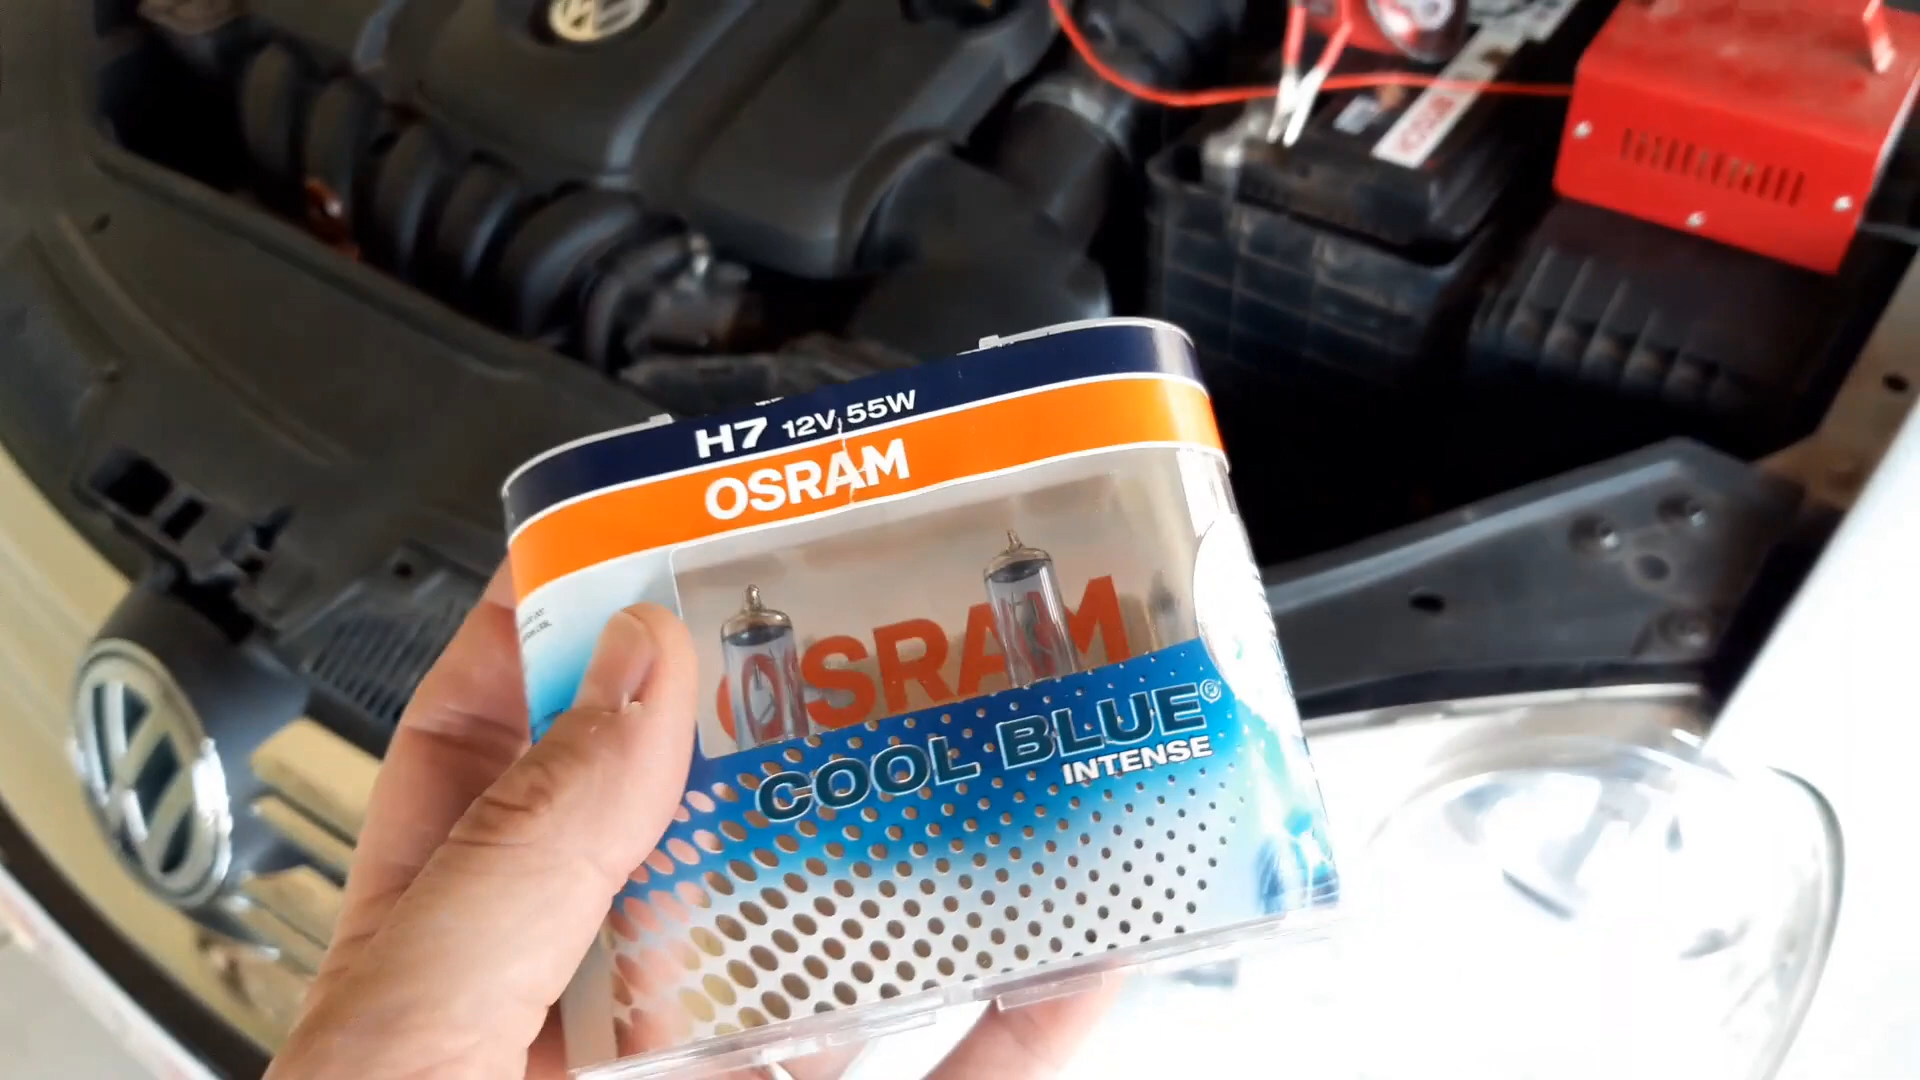 H7 12V 55W
OSRAM
OSRAM
COOL BLUE®
INTENSE